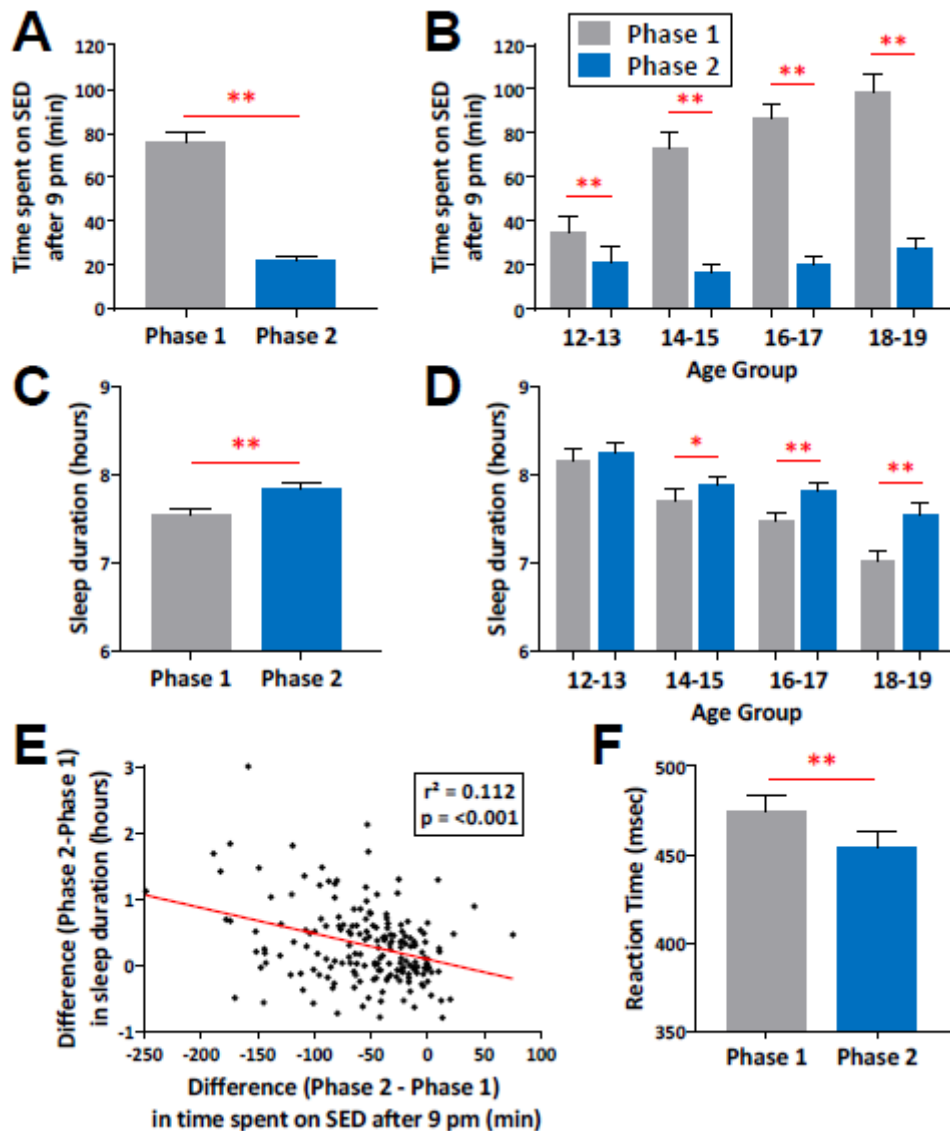 A
Time spent on SED
after 9 pm (min)
120
100
80
60
40
20
0
**
Phase 1
Phase 2
B
Phase 1
Phase 2
Time spent on SED
after 9 pm (min)
120
100
80
60
40
20
0
**
**
**
**
12-13
14-15
16-17
18-19
Age Group
C
Sleep duration (hours)
9
8
7
6
**
Phase 1
Phase 2
D
Sleep duration (hours)
9
8
7
6
*
**
**
12-13
14-15
16-17
18-19
Age Group
E
Difference (Phase 2-Phase 1)
in sleep duration (hours)
3
2
1
0
-1
r² = 0.112
p = <0.001
-250
-200
-150
-100
-50
0
50
100
Difference (Phase 2 - Phase 1)
in time spent on SED after 9 pm (min)
F
Reaction Time (msec)
500
450
400
350
**
Phase 1
Phase 2